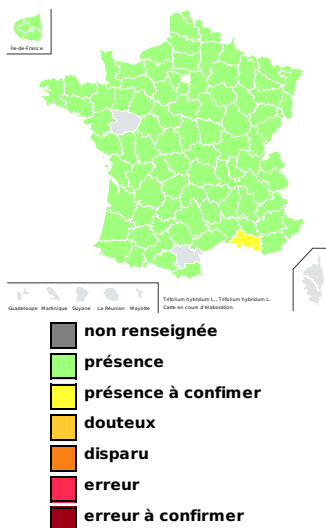 Île-de-France
Guadeloupe Martinique Guyane La Réunion Mayotte
Trifolium hybridum L., Trifolium hybridum L.
Carte en cours d'élaboration.
non renseignée
présence
présence à confimer
douteux
disparu
erreur
erreur à confirmer